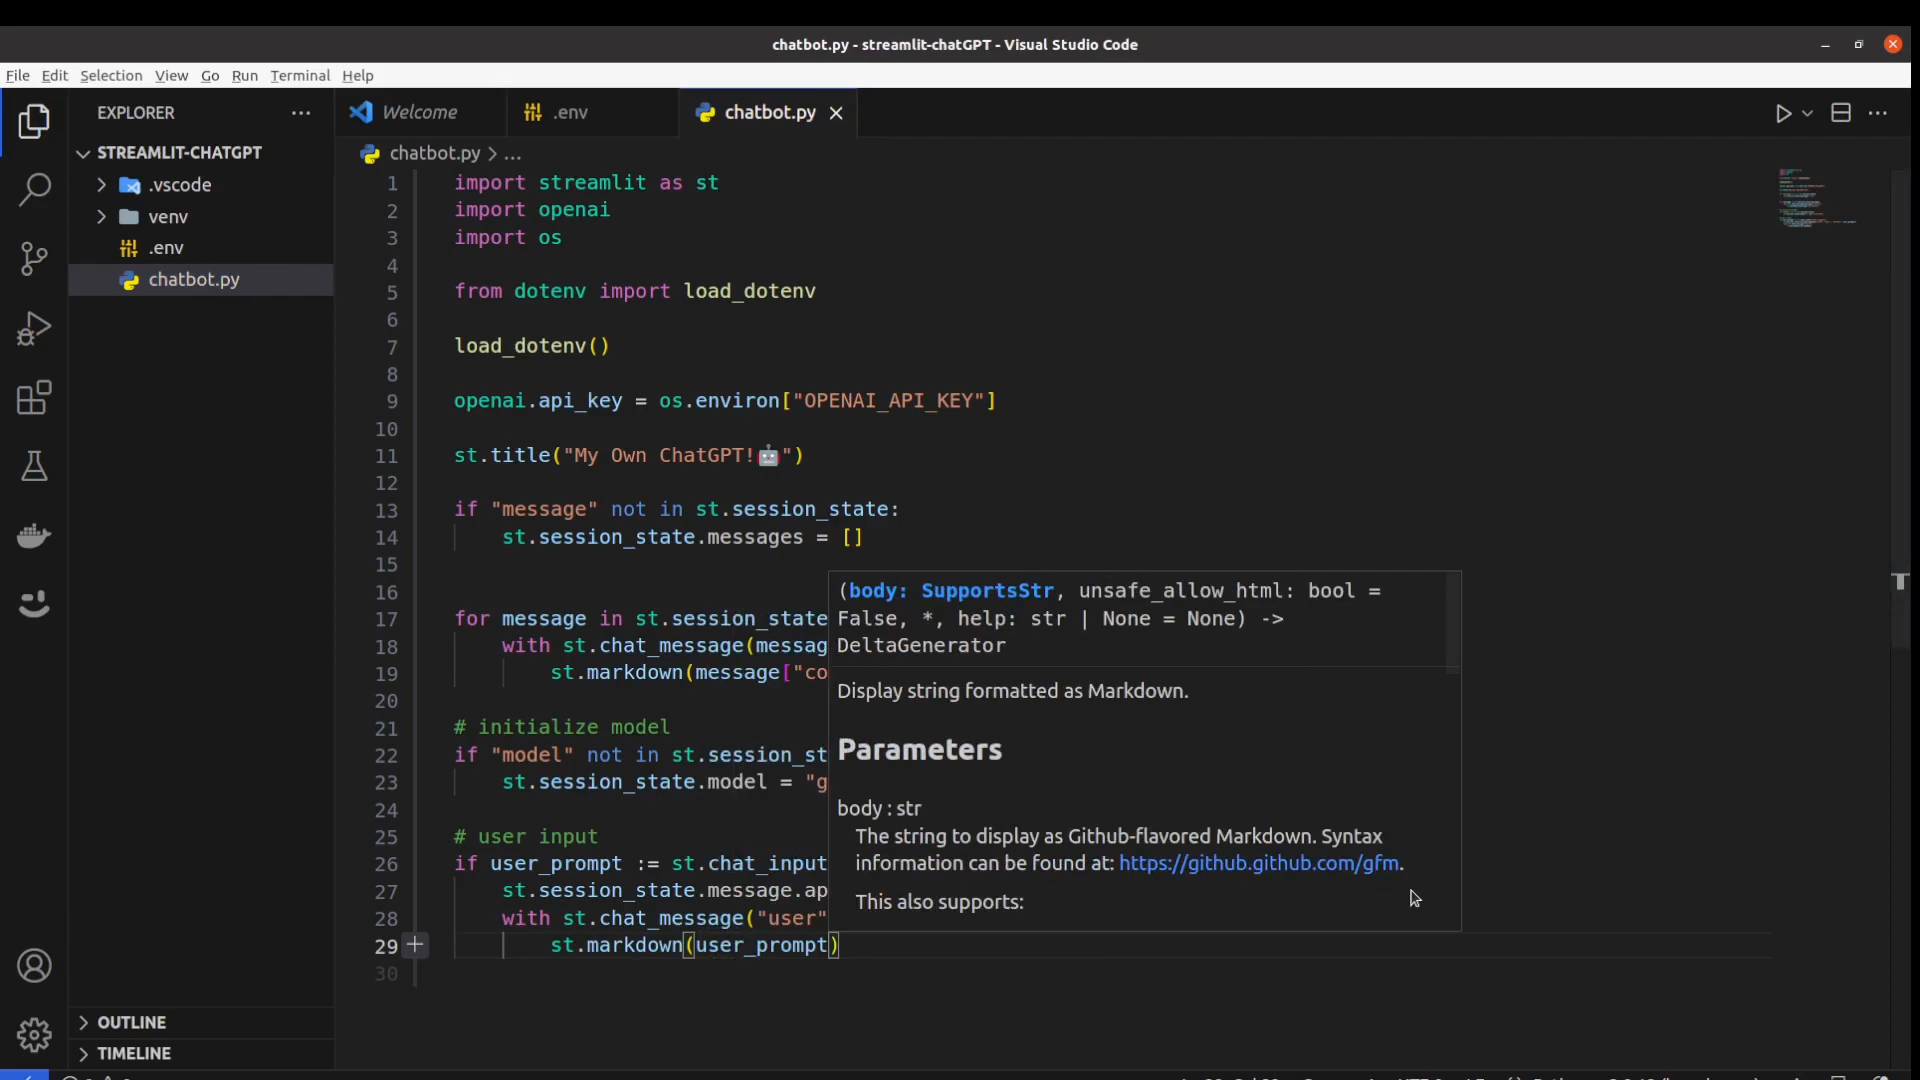 chatbot.py - streamlit-chatGPT - Visual Studio Code
File Edit Selection View Go Run Terminal Help
EXPLORER
STREAMLIT-CHATGPT
.vscode
venv
.env
chatbot.py
OUTLINE
TIMELINE
Welcome .env chatbot.py
chatbot.py > ...
1 import streamlit as st
2 import openai
3 import os
4
5 from dotenv import load_dotenv
6
7 load_dotenv()
8
9 openai.api_key = os.environ["OPENAI_API_KEY"]
10
11 st.title("My Own ChatGPT!🤖")
12
13 if "message" not in st.session_state:
14 st.session_state.messages = []
15
16
17 for message in st.session_state
18 with st.chat_message(messag
19 st.markdown(message["co
20
21 # initialize model
22 if "model" not in st.session_st
23 st.session_state.model = "g
24
25 # user input
26 if user_prompt := st.chat_input
27 st.session_state.message.ap
28 with st.chat_message("user"
29 st.markdown(user_prompt)
30
(body: SupportsStr, unsafe_allow_html: bool =
False, *, help: str | None = None) ->
DeltaGenerator
Display string formatted as Markdown.
Parameters
body : str
The string to display as Github-flavored Markdown. Syntax
information can be found at: https://github.github.com/gfm.
This also supports: